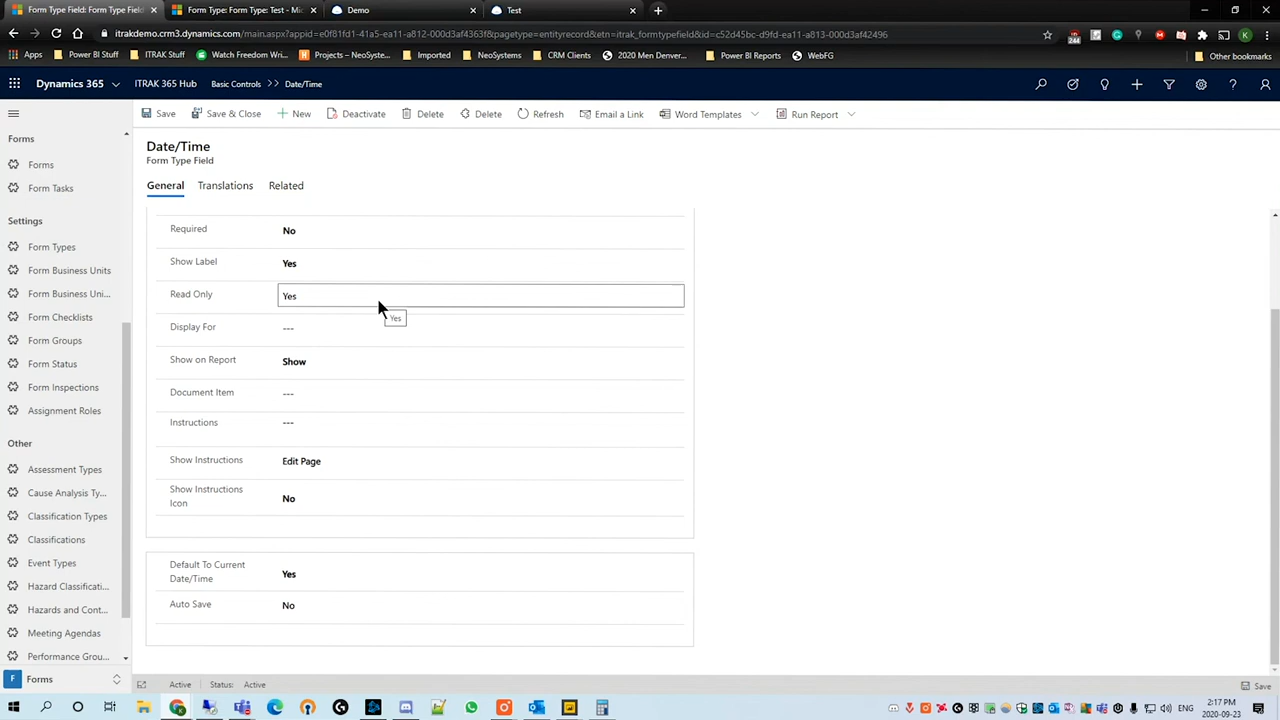 Form Type Field: Form Type Field:
Form Type: Form Type: Test - Mic
Demo
Test
itrakdemo.crm3.dynamics.com/main.aspx?appid=e0f81fd1-41a5-ea11-a812-000d3af4363f&pagetype=entityrecord&etn=itrak_formtypefield&id=c52d45bc-d9fd-ea11-a813-000d3af42496
Apps
Power BI Stuff
ITRAK Stuff
Watch Freedom Writ...
Projects – NeoSyste...
Imported
NeoSystems
CRM Clients
2020 Men Denver...
Power BI Reports
WebFG
Other bookmarks
Dynamics 365
ITRAK 365 Hub
Basic Controls >> Date/Time
Save
Save & Close
New
Deactivate
Delete
Delete
Refresh
Email a Link
Word Templates
Run Report
Date/Time
Form Type Field
General
Translations
Related
Forms
Forms
Form Tasks
Settings
Form Types
Form Business Units
Form Business Uni...
Form Checklists
Form Groups
Form Status
Form Inspections
Assignment Roles
Other
Assessment Types
Cause Analysis Ty...
Classification Types
Classifications
Event Types
Hazard Classificati...
Hazards and Cont...
Meeting Agendas
Performance Grou...
F Forms
Required No
Show Label Yes
Read Only Yes
Yes
Display For ---
Show on Report Show
Document Item ---
Instructions ---
Show Instructions Edit Page
Show Instructions
Icon No
Default To Current
Date/Time Yes
Auto Save No
Active Status: Active
Save
ENG
2:17 PM
2020-09-23